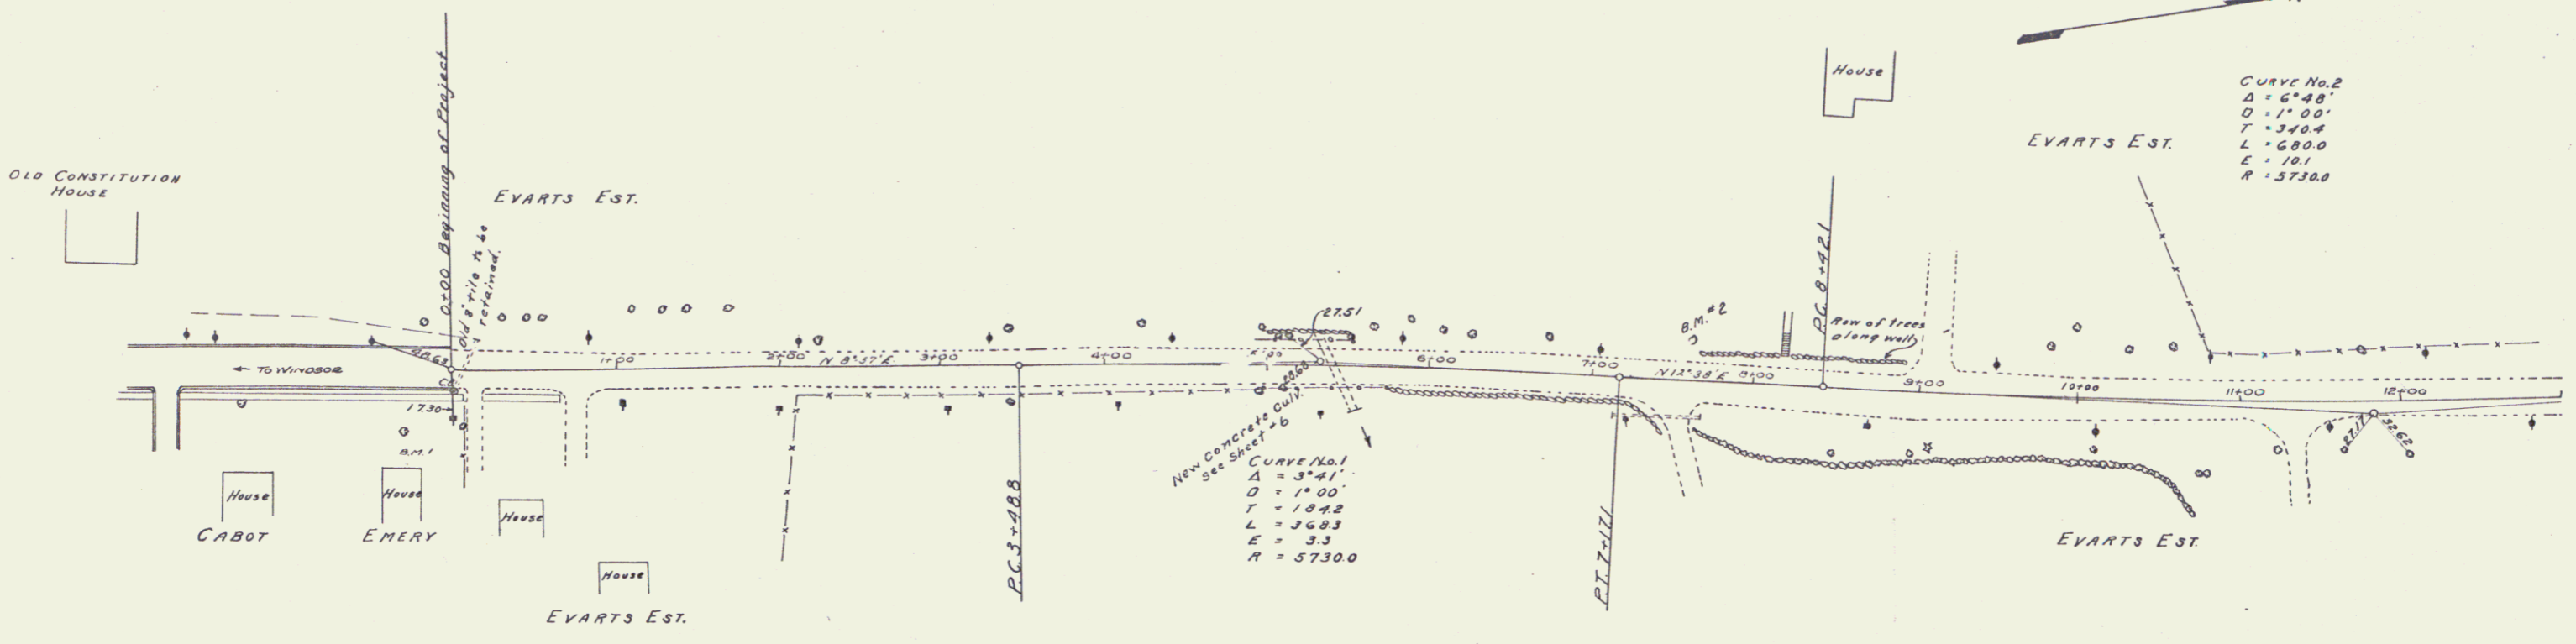 OLD CONSTITUTION
HOUSE
0+00 Beginning of Project
Old 8" tile to be
retained.
EVARTS EST.
House
EVARTS EST.
CURVE No.2
Δ = 6°48'
D = 1°00'
T = 340.4
L = 680.0
E = 10.1
R = 5730.0
← TO WINDSOR
1+00
2+00
N 8°57' E
3+00
4+00
27.51
6+00
7+00
N12°38' E
8+00
9+00
10+00
11+00
12+00
B.M. #2
P.C. 8+42.1
Row of trees
along wall
17.30
B.M. 1
27.17
32.62
New Concrete Culv.
See Sheet #6
CURVE No.1
Δ = 3°41'
D = 1°00'
T = 184.2
L = 368.3
E = 3.3
R = 5730.0
P.C. 3+48.8
P.T. 7+17.1
House
House
House
House
CABOT
EMERY
EVARTS EST.
EVARTS EST.